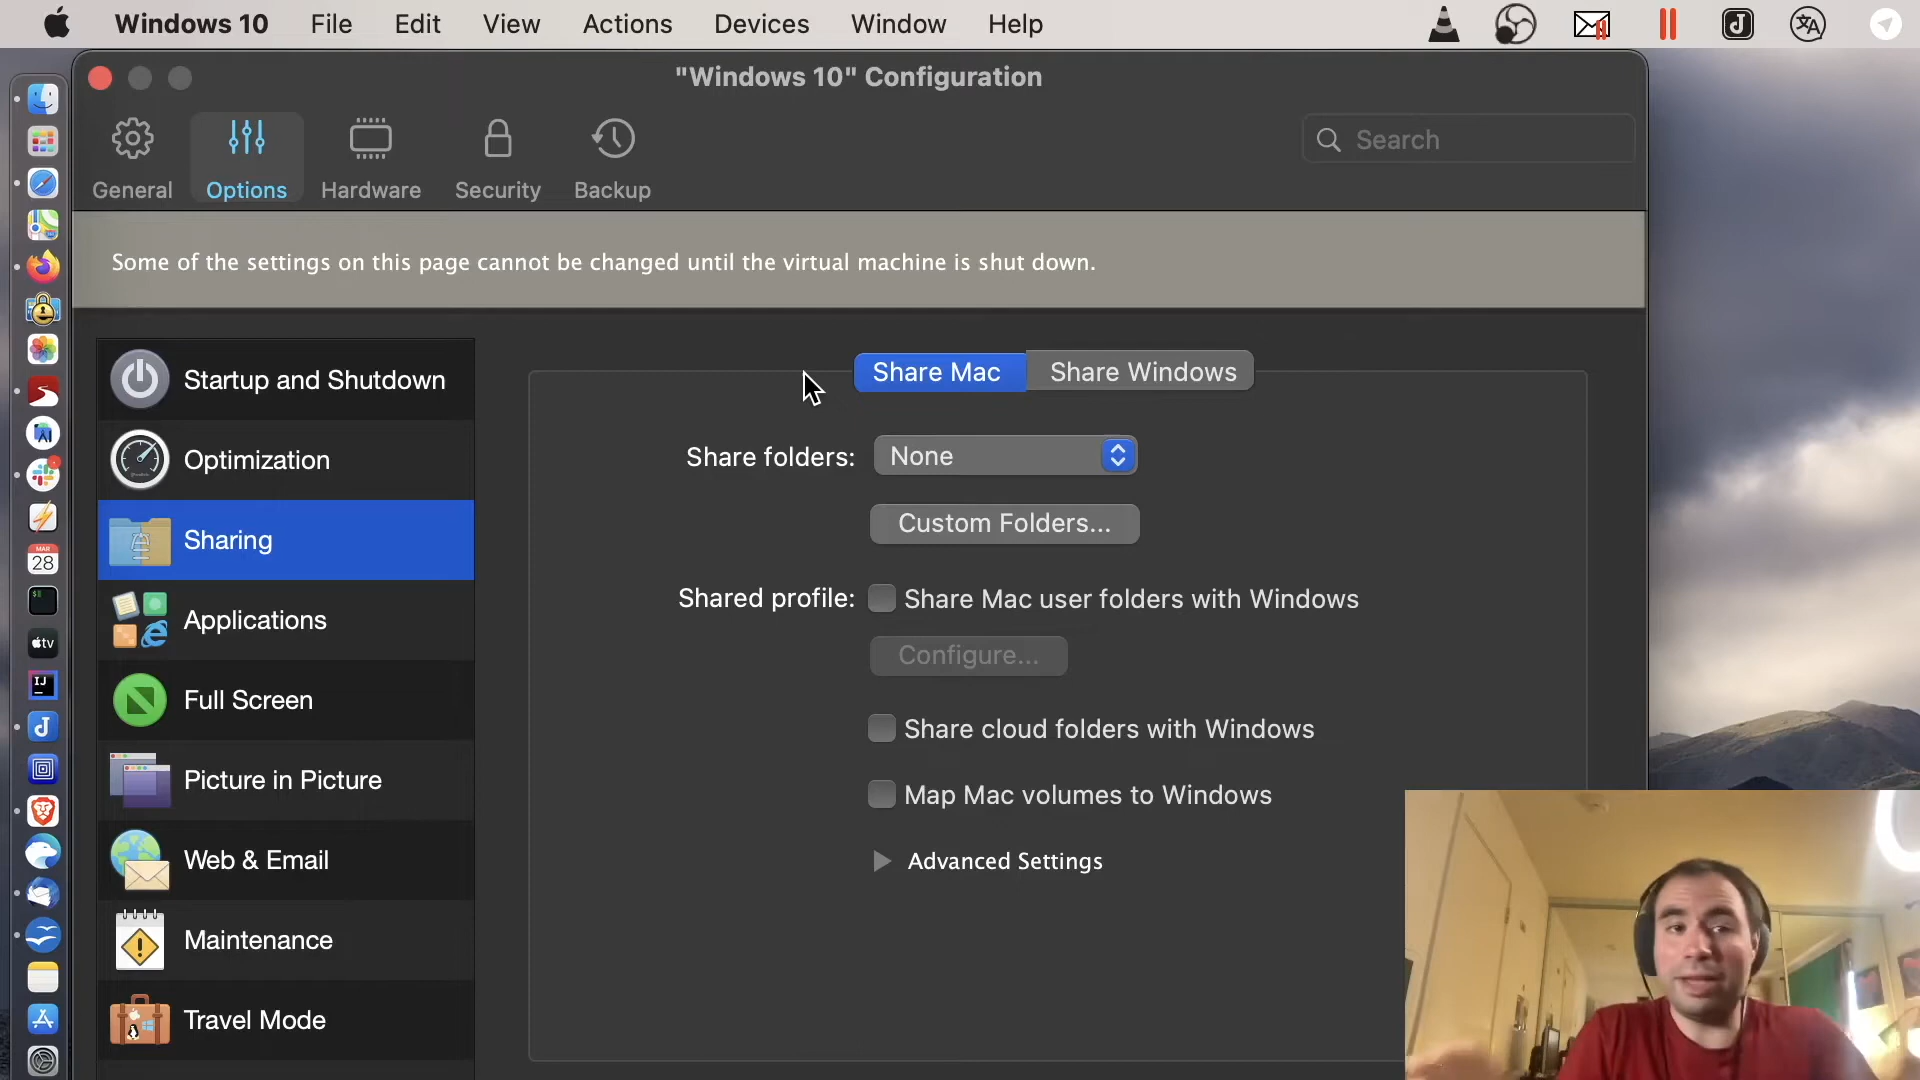 Windows 10 File Edit View Actions Devices Window Help
"Windows 10" Configuration
General Options Hardware Security Backup
Search
Some of the settings on this page cannot be changed until the virtual machine is shut down.
Startup and Shutdown
Optimization
Sharing
Applications
Full Screen
Picture in Picture
Web & Email
Maintenance
Travel Mode
Share Mac Share Windows
Share folders: None
Custom Folders...
Shared profile: Share Mac user folders with Windows
Configure...
Share cloud folders with Windows
Map Mac volumes to Windows
Advanced Settings
MAR
28
tv
IJ